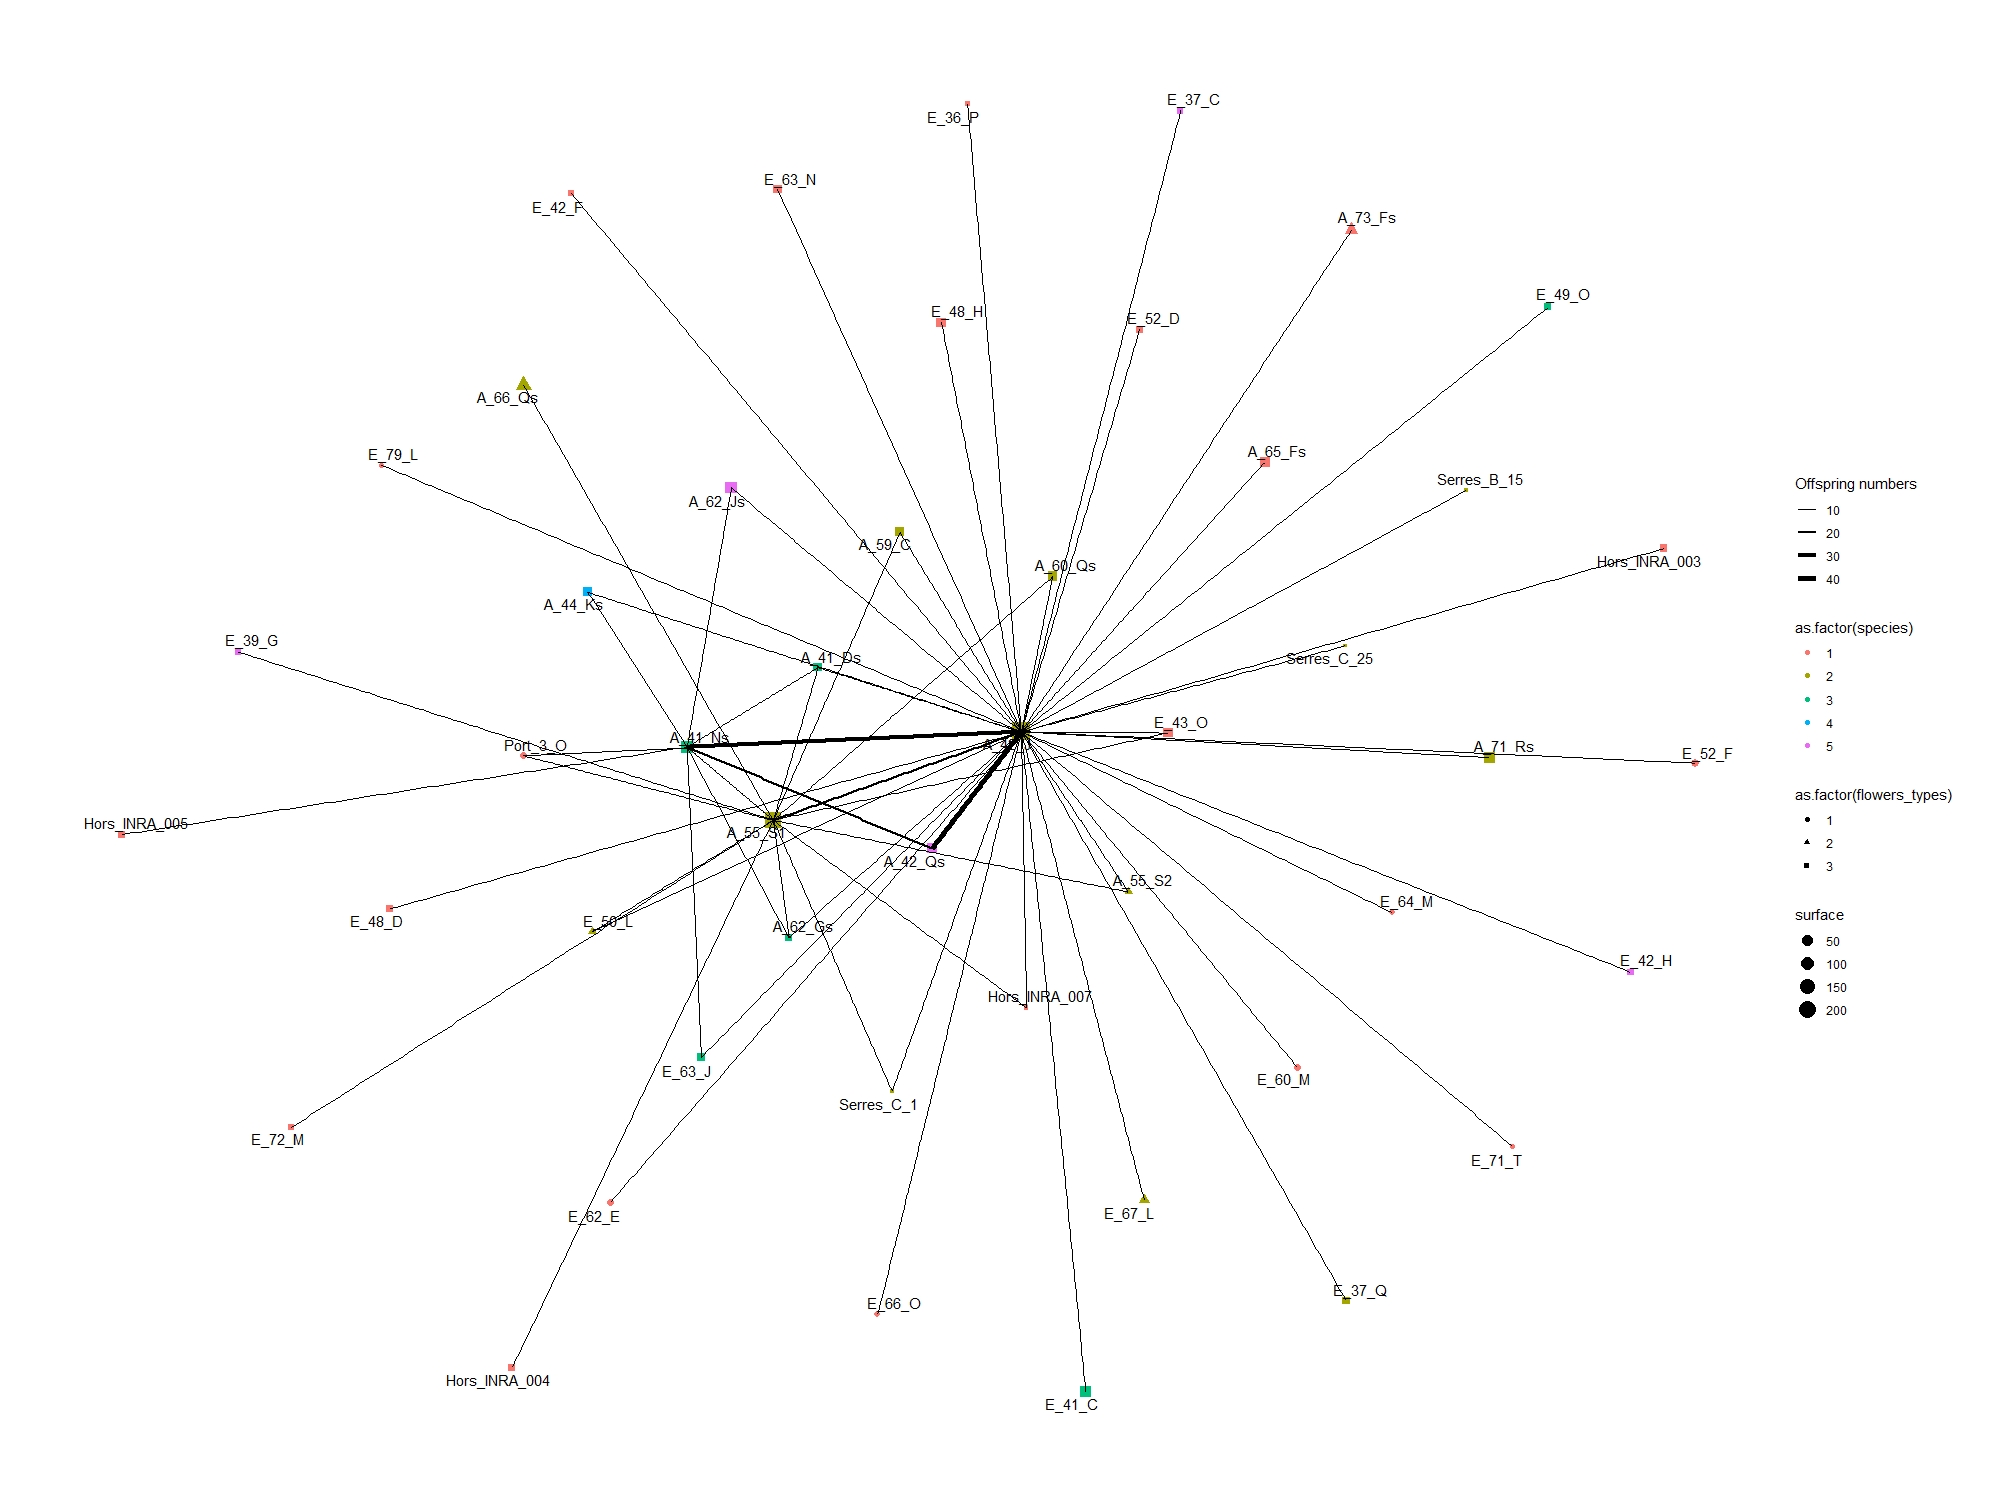 E_37_C
E_36_P
E_63_N
E_42_F
A_73_Fs
E_49_O
E_48_H
E_52_D
A_66_Qs
E_79_L
A_65_Fs
Serres_B_15
A_62_Js
A_59_C
A_60_Qs
Hors_INRA_003
A_44_Ks
E_39_G
A_41_Ds
Serres_C_25
E_43_O
A_41_Ns
Port_3_O
A_71_Rs
E_52_F
Hors_INRA_005
A_55_S1
A_42_Qs
A_55_S2
E_64_M
E_48_D
E_50_L
A_62_Gs
E_42_H
Hors_INRA_007
E_63_J
E_60_M
Serres_C_1
E_72_M
E_71_T
E_62_E
E_67_L
E_37_Q
E_66_O
Hors_INRA_004
E_41_C
Offspring numbers
10
20
30
40
as.factor(species)
1
2
3
4
5
as.factor(flowers_types)
1
2
3
surface
50
100
150
200